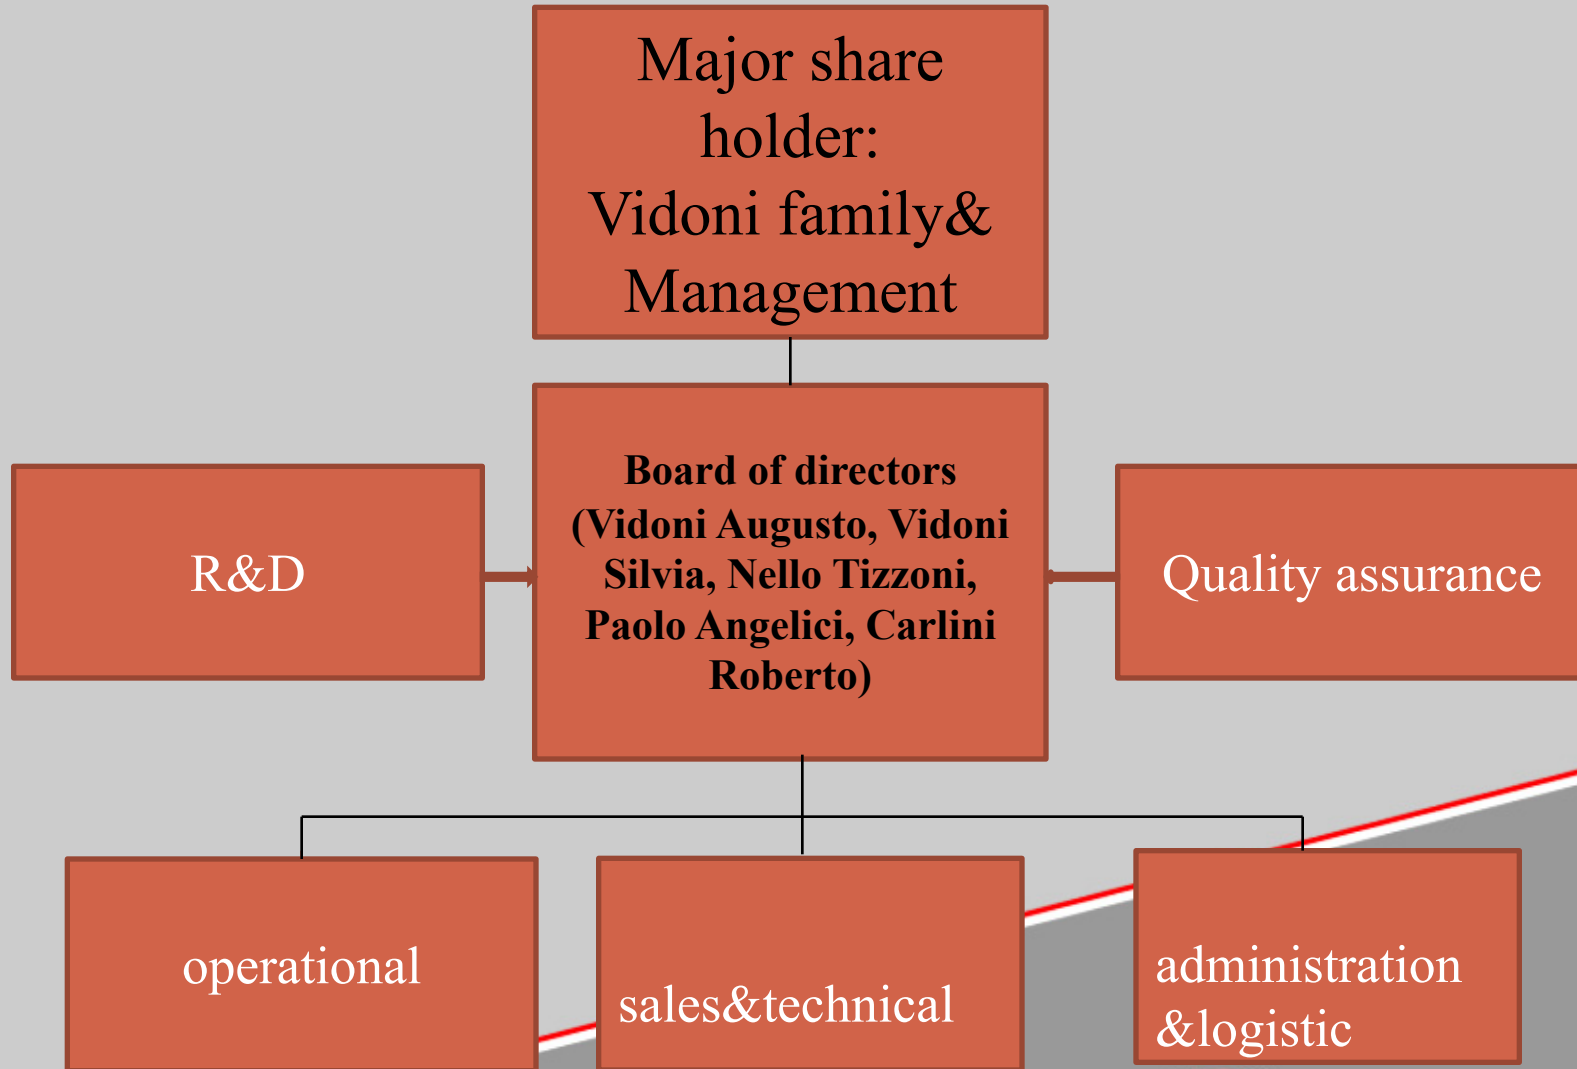 Major share
holder:
Vidoni family&
Management
Board of directors
(Vidoni Augusto, Vidoni
Silvia, Nello Tizzoni,
Paolo Angelici, Carlini
Roberto)
R&D
Quality assurance
operational
sales&technical
administration
&logistic